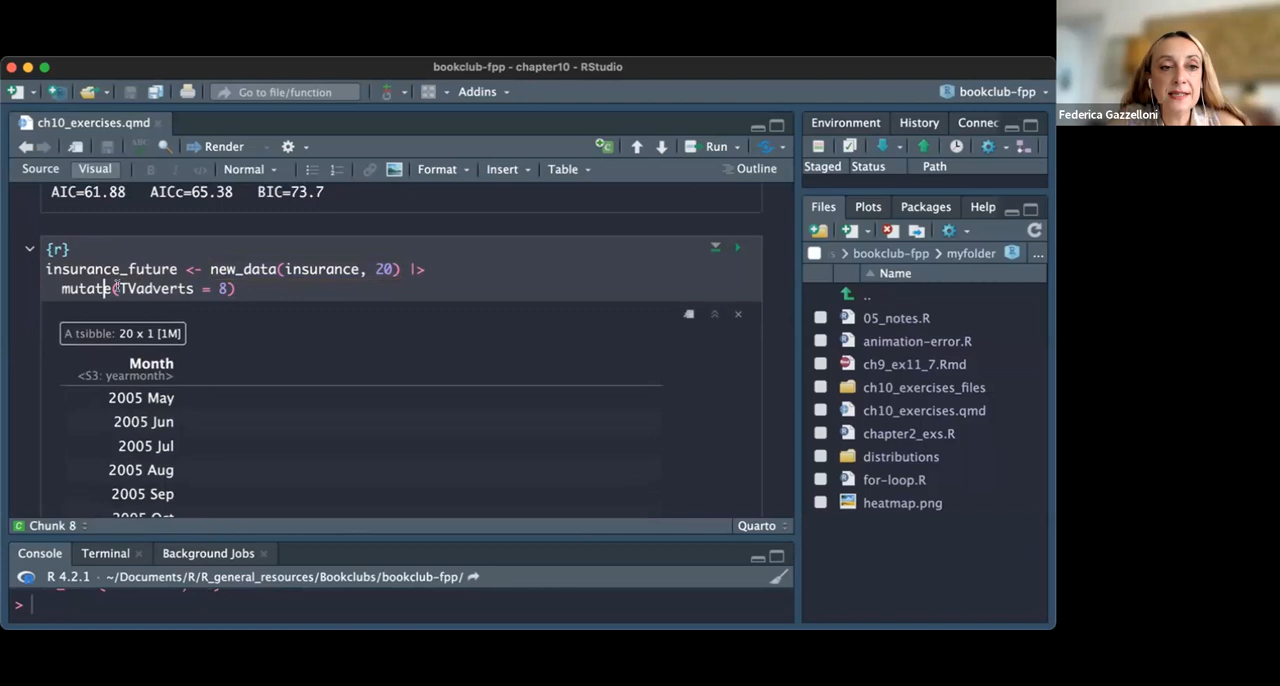 bookclub-fpp - chapter10 - RStudio
Go to file/function
Addins
bookclub-fpp
ch10_exercises.qmd
Render
Run
Source Visual Normal Format Insert Table Outline
AIC=61.88 AICc=65.38 BIC=73.7
{r}
insurance_future <- new_data(insurance, 20) |>
mutate(TVadverts = 8)
A tsibble: 20 x 1 [1M]
Month
<S3: yearmonth>
2005 May
2005 Jun
2005 Jul
2005 Aug
2005 Sep
2005 Oct
Chunk 8
Quarto
Console Terminal Background Jobs
R 4.2.1 · ~/Documents/R/R_general_resources/Bookclubs/bookclub-fpp/
>
Environment History Connec
Staged Status Path
Files Plots Packages Help
bookclub-fpp > myfolder ...
Name
..
05_notes.R
animation-error.R
ch9_ex11_7.Rmd
ch10_exercises_files
ch10_exercises.qmd
chapter2_exs.R
distributions
for-loop.R
heatmap.png
Federica Gazzelloni